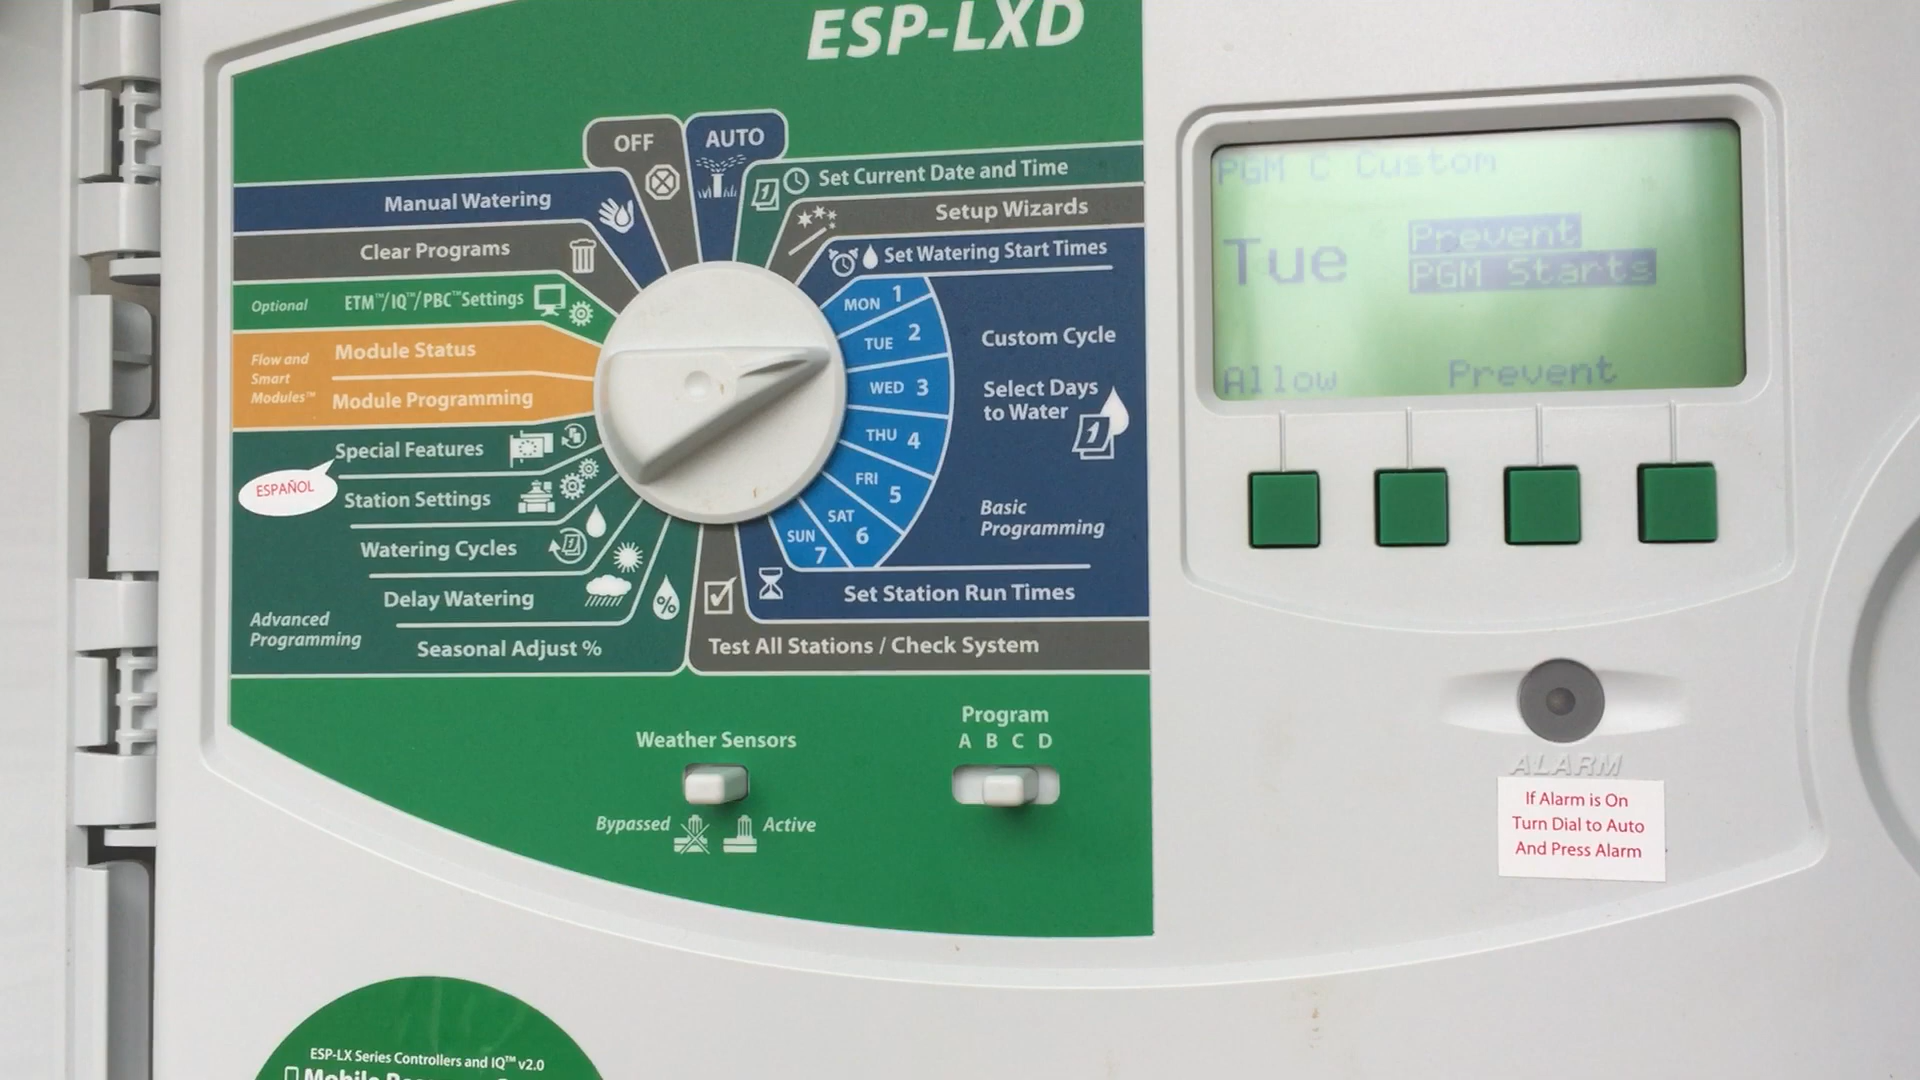 ESP-LXD
OFF
AUTO
Manual Watering
Clear Programs
Optional
ETM™/IQ™/PBC™Settings
Flow and
Smart
Modules™
Module Status
Module Programming
Special Features
ESPAÑOL
Station Settings
Watering Cycles
Delay Watering
Advanced
Programming
Seasonal Adjust %
%
1
Set Current Date and Time
Setup Wizards
Set Watering Start Times
MON 1
TUE 2
WED 3
THU 4
FRI 5
SAT 6
SUN 7
Custom Cycle
Select Days
to Water
1
Basic
Programming
Set Station Run Times
Test All Stations / Check System
Weather Sensors
Bypassed
Active
Program
A B C D
PGM C Custom
Tue
Prevent
PGM Starts
Allow
Prevent
ALARM
If Alarm is On
Turn Dial to Auto
And Press Alarm
ESP-LX Series Controllers and IQ™ v2.0
Mobile